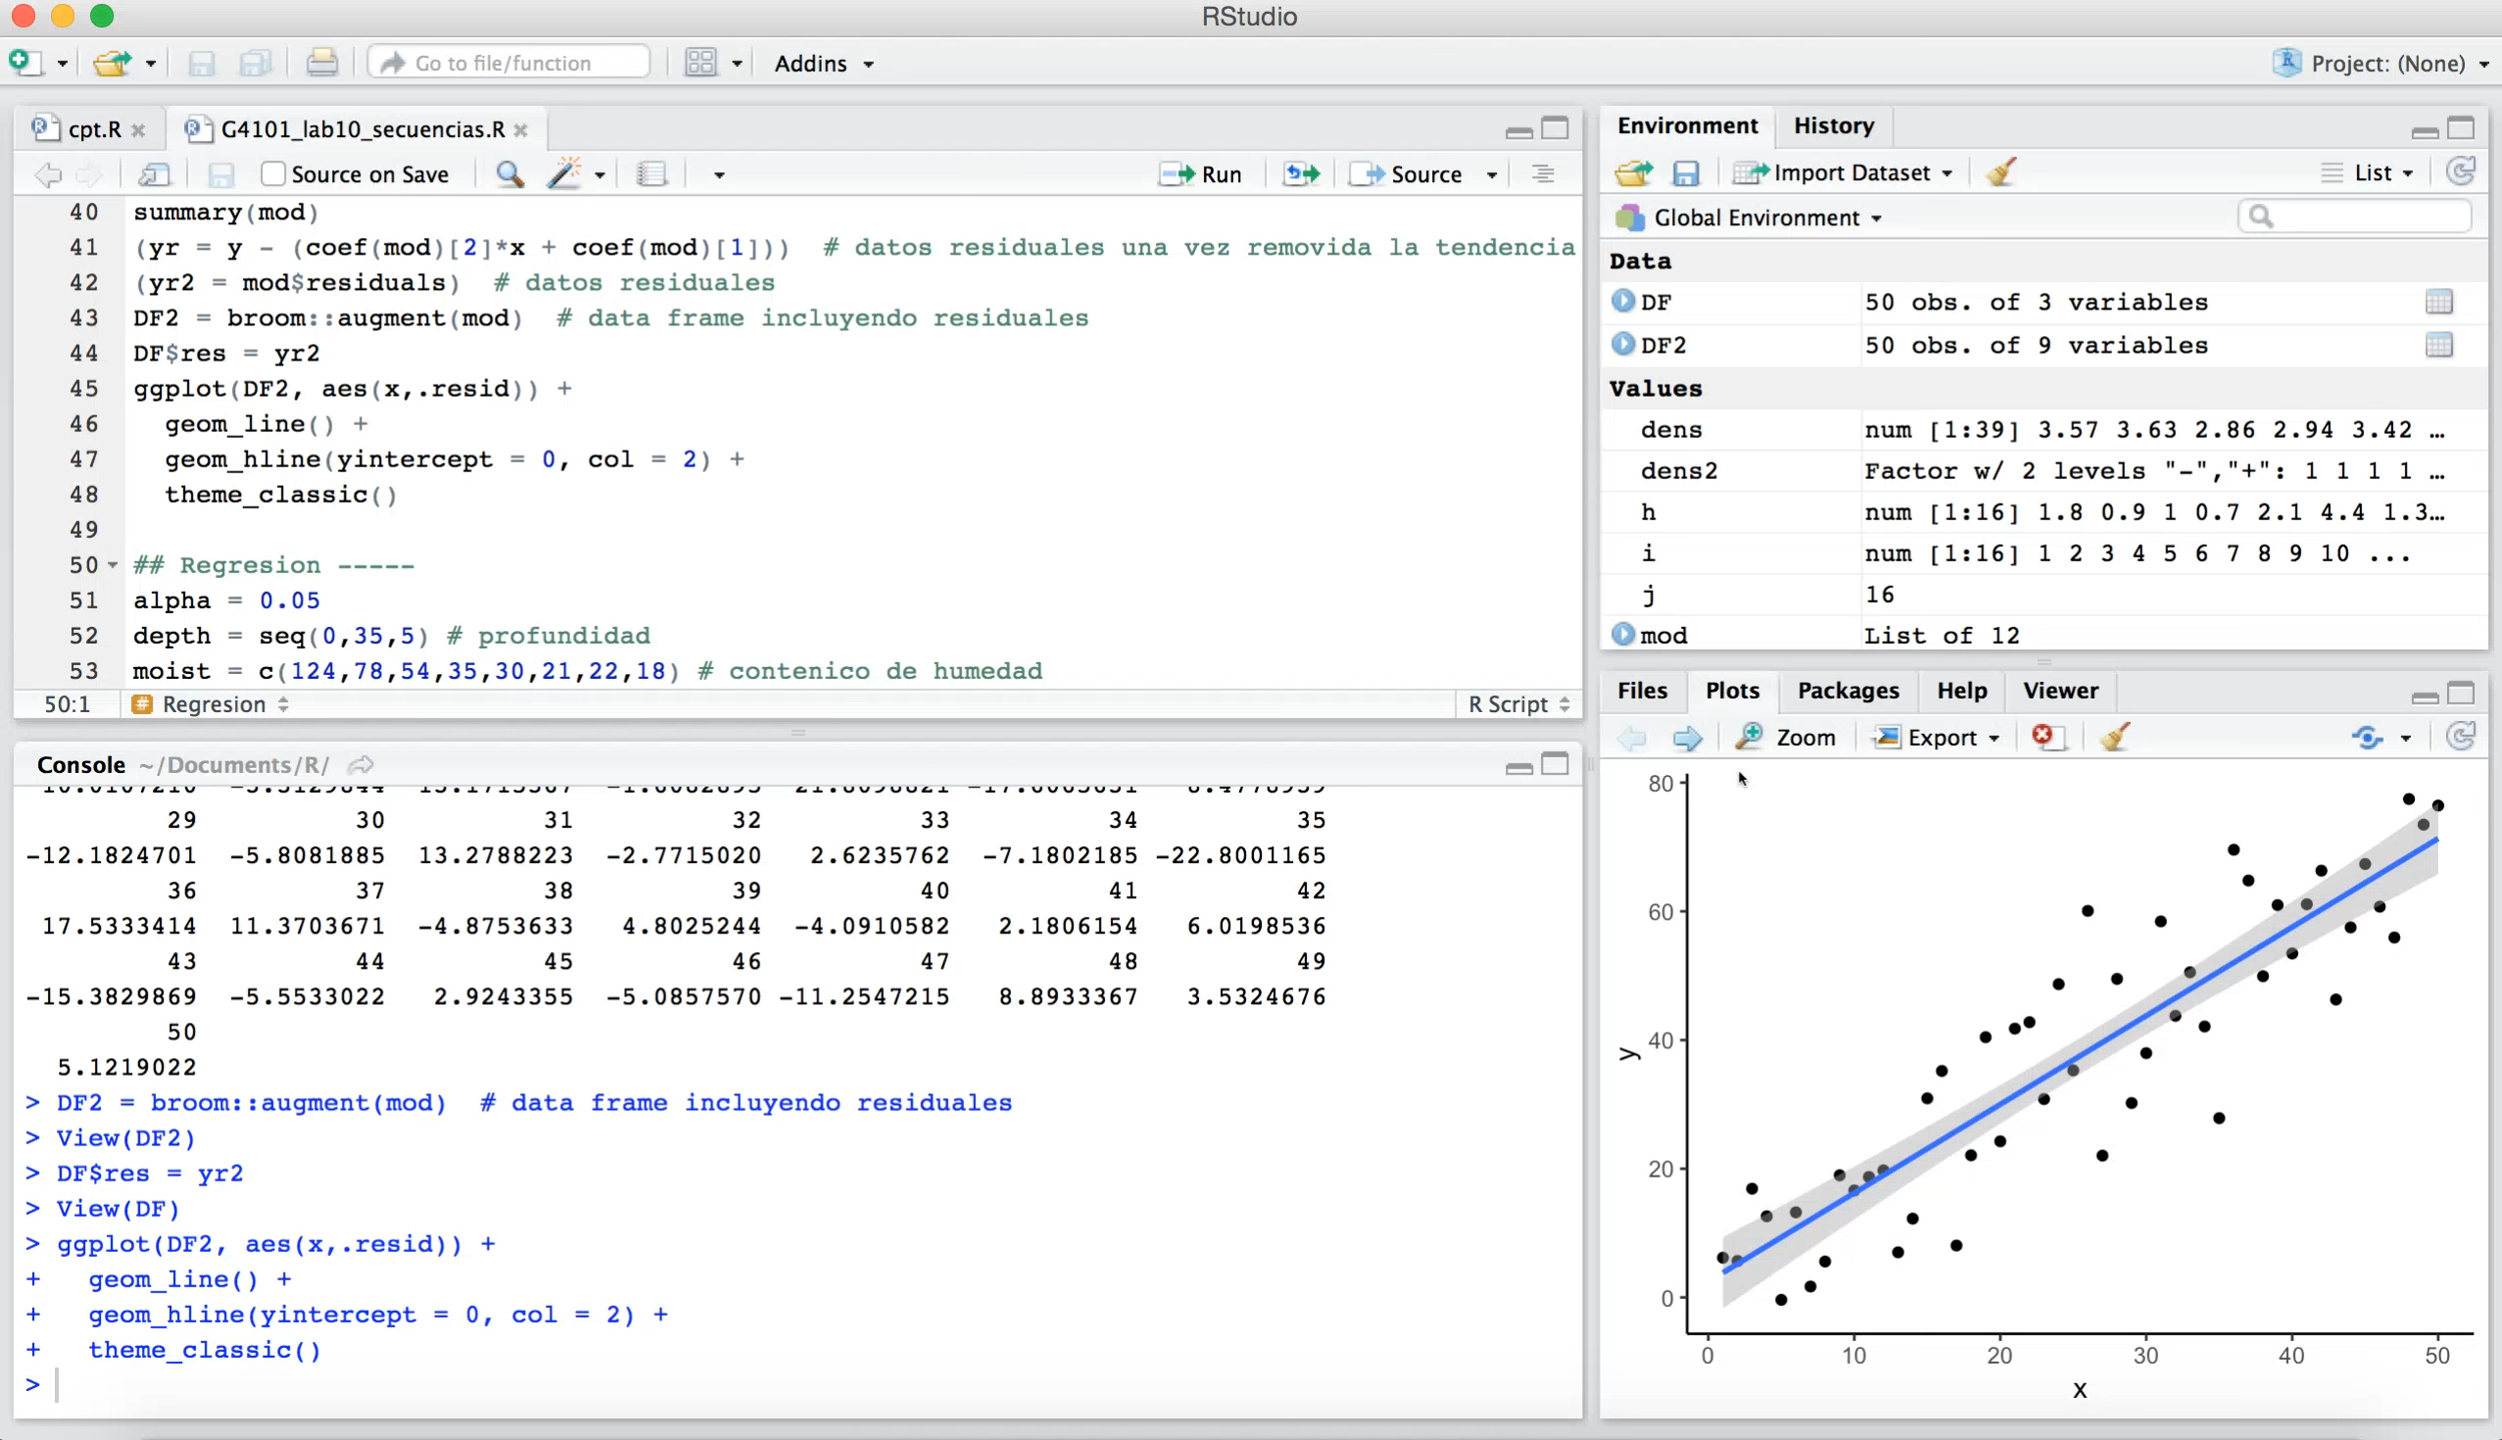 RStudio
Go to file/function
Addins
Project: (None)
cpt.R
G4101_lab10_secuencias.R
Source on Save
Run
Source
40 summary(mod)
41 (yr = y - (coef(mod)[2]*x + coef(mod)[1])) # datos residuales una vez removida la tendencia
42 (yr2 = mod$residuals) # datos residuales
43 DF2 = broom::augment(mod) # data frame incluyendo residuales
44 DF$res = yr2
45 ggplot(DF2, aes(x,.resid)) +
46 geom_line() +
47 geom_hline(yintercept = 0, col = 2) +
48 theme_classic()
49
50 ## Regresion -----
51 alpha = 0.05
52 depth = seq(0,35,5) # profundidad
53 moist = c(124,78,54,35,30,21,22,18) # contenico de humedad
50:1 Regresion R Script
Console ~/Documents/R/
29 30 31 32 33 34 35
-12.1824701 -5.8081885 13.2788223 -2.7715020 2.6235762 -7.1802185 -22.8001165
36 37 38 39 40 41 42
17.5333414 11.3703671 -4.8753633 4.8025244 -4.0910582 2.1806154 6.0198536
43 44 45 46 47 48 49
-15.3829869 -5.5533022 2.9243355 -5.0857570 -11.2547215 8.8933367 3.5324676
50
5.1219022
> DF2 = broom::augment(mod) # data frame incluyendo residuales
> View(DF2)
> DF$res = yr2
> View(DF)
> ggplot(DF2, aes(x,.resid)) +
+ geom_line() +
+ geom_hline(yintercept = 0, col = 2) +
+ theme_classic()
>
Environment History
Import Dataset
List
Global Environment
Data
DF 50 obs. of 3 variables
DF2 50 obs. of 9 variables
Values
dens num [1:39] 3.57 3.63 2.86 2.94 3.42 …
dens2 Factor w/ 2 levels "-","+": 1 1 1 1 …
h num [1:16] 1.8 0.9 1 0.7 2.1 4.4 1.3…
i num [1:16] 1 2 3 4 5 6 7 8 9 10 ...
j 16
mod List of 12
Files Plots Packages Help Viewer
Zoom Export
80
60
40
20
0
y
0 10 20 30 40 50
x